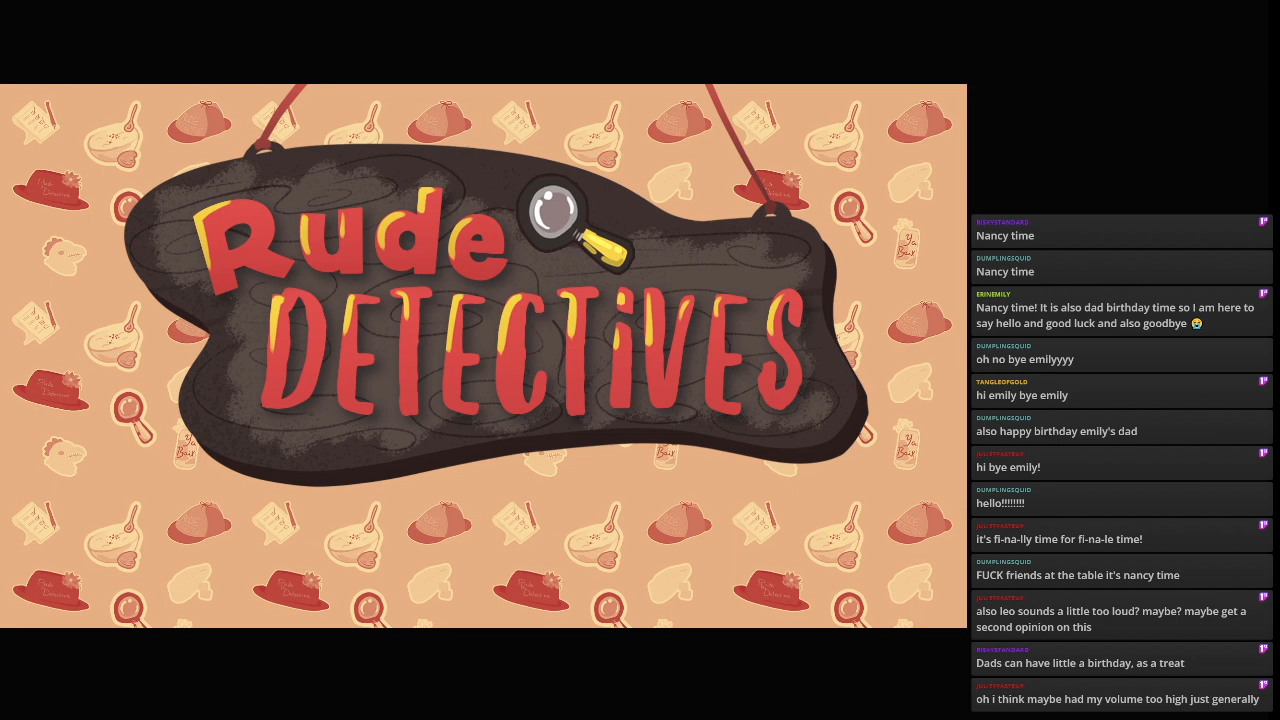 Rude
DETECTiVES
RISKYSTANDARD
Nancy time
DUMPLINGSQUID
Nancy time
ERINEMILY
Nancy time! It is also dad birthday time so I am here to
say hello and good luck and also goodbye 😭
DUMPLINGSQUID
oh no bye emilyyyy
TANGLEOFGOLD
hi emily bye emily
DUMPLINGSQUID
also happy birthday emily's dad
JULIETPASTEUR
hi bye emily!
DUMPLINGSQUID
hello!!!!!!!!
JULIETPASTEUR
it's fi-na-lly time for fi-na-le time!
DUMPLINGSQUID
FUCK friends at the table it's nancy time
JULIETPASTEUR
also leo sounds a little too loud? maybe? maybe get a
second opinion on this
RISKYSTANDARD
Dads can have little a birthday, as a treat
JULIETPASTEUR
oh i think maybe had my volume too high just generally